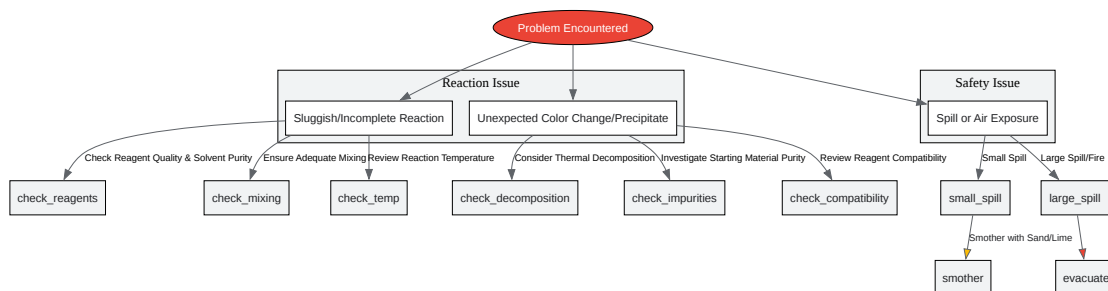 Problem Encountered
Reaction Issue
Safety Issue
Sluggish/Incomplete Reaction
Unexpected Color Change/Precipitate
Spill or Air Exposure
Check Reagent Quality & Solvent Purity
Ensure Adequate Mixing
Review Reaction Temperature
Consider Thermal Decomposition
Investigate Starting Material Purity
Review Reagent Compatibility
Small Spill
Large Spill/Fire
check_reagents
check_mixing
check_temp
check_decomposition
check_impurities
check_compatibility
small_spill
large_spill
Smother with Sand/Lime
smother
evacuate